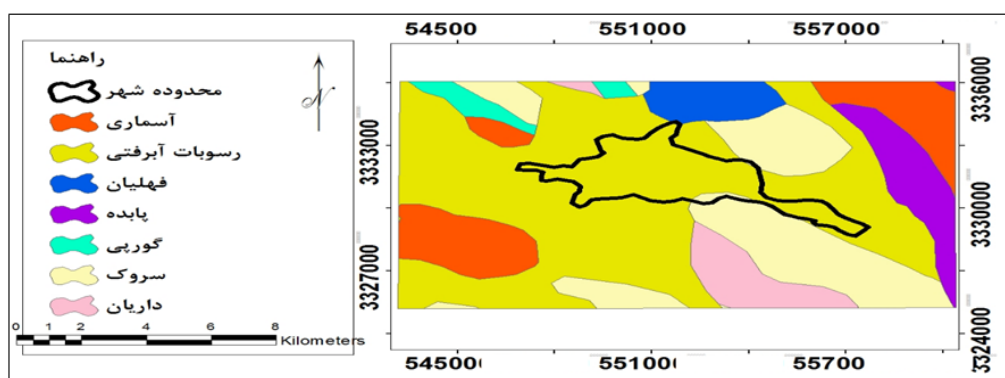 راهنما
محدوده شهر
آسماری
رسوبات آبرفتی
فهلیان
پابده
گورپی
سروک
داریان
N
0 1 2 4 6 8
Kilometers
54500 551000 557000
3336000
3333000
3330000
3327000
3324000
54500 551000 557000